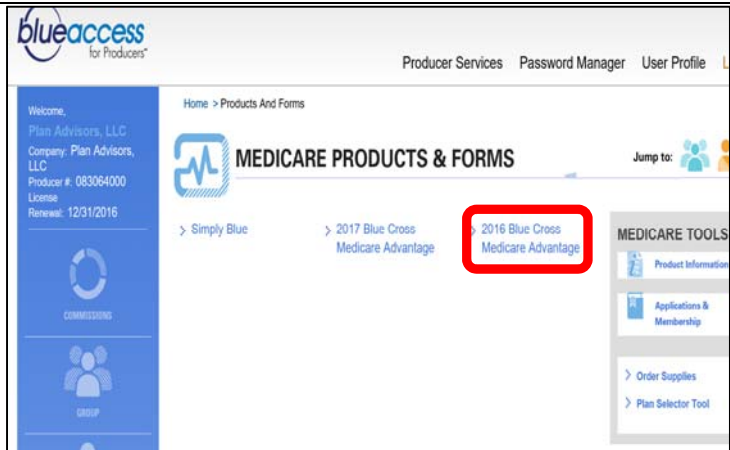 blueaccess
for Producers
Producer Services Password Manager User Profile L
Welcome,
Plan Advisors, LLC
Company: Plan Advisors,
LLC
Producer #: 083064000
License
Renewal: 12/31/2016
COMMISSIONS
GROUP
Home > Products And Forms
MEDICARE PRODUCTS & FORMS
Jump to:
> Simply Blue
> 2017 Blue Cross
Medicare Advantage
> 2016 Blue Cross
Medicare Advantage
MEDICARE TOOLS
Product Information
Applications &
Membership
> Order Supplies
> Plan Selector Tool